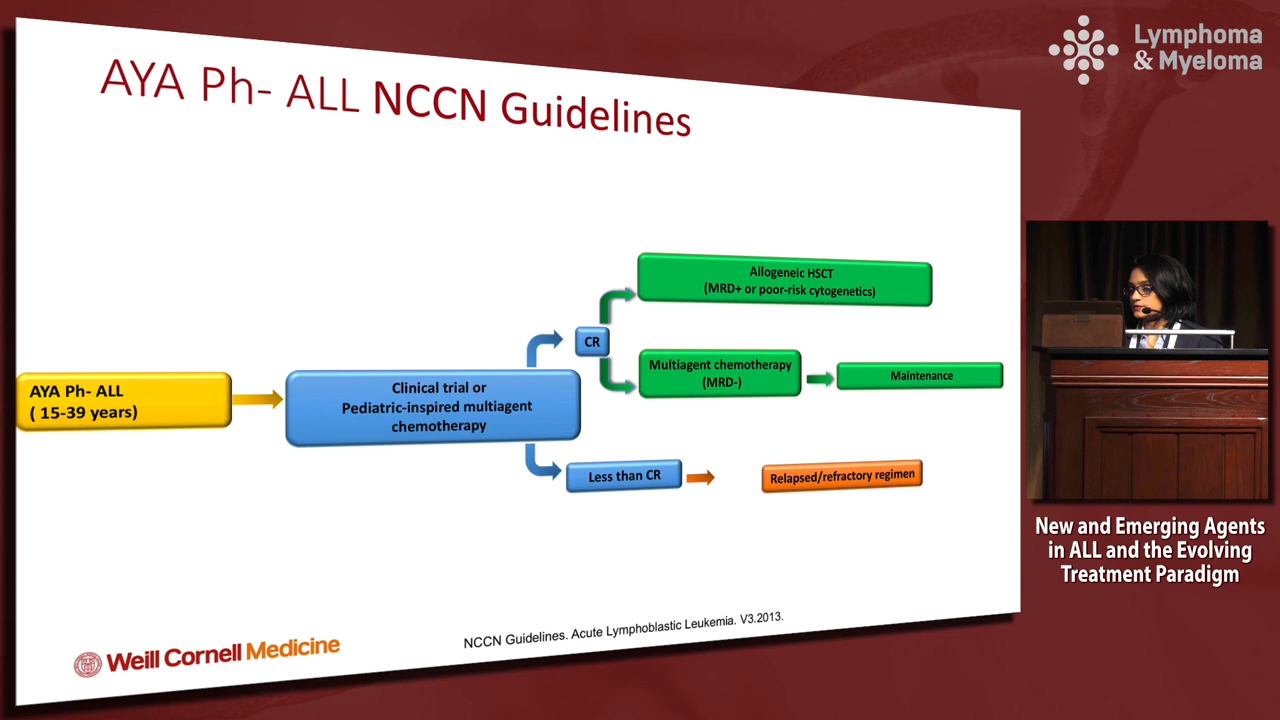 AYA Ph- ALL NCCN Guidelines
Lymphoma
& Myeloma
Allogeneic HSCT
(MRD+ or poor-risk cytogenetics)
CR
Multiagent chemotherapy
(MRD-)
Maintenance
AYA Ph- ALL
( 15-39 years)
Clinical trial or
Pediatric-inspired multiagent
chemotherapy
Less than CR
Relapsed/refractory regimen
NCCN Guidelines. Acute Lymphoblastic Leukemia. V3.2013.
Weill Cornell Medicine
New and Emerging Agents
in ALL and the Evolving
Treatment Paradigm